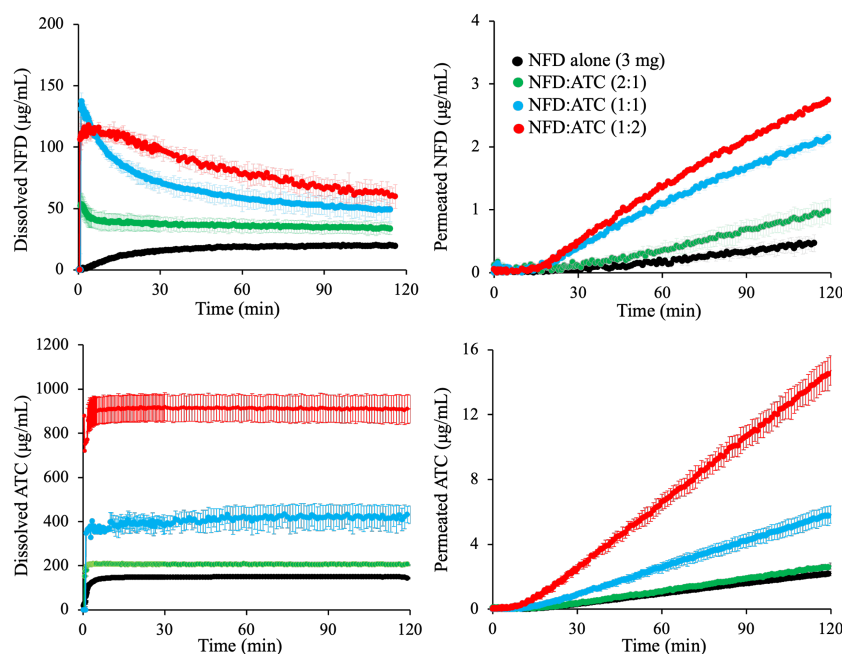 200
150
100
50
0
Dissolved NFD (µg/mL)
0 30 60 90 120
Time (min)
4
3
2
1
0
Permeated NFD (µg/mL)
NFD alone (3 mg)
NFD:ATC (2:1)
NFD:ATC (1:1)
NFD:ATC (1:2)
0 30 60 90 120
Time (min)
1200
1000
800
600
400
200
0
Dissolved ATC (µg/mL)
0 30 60 90 120
Time (min)
16
12
8
4
0
Permeated ATC (µg/mL)
0 30 60 90 120
Time (min)